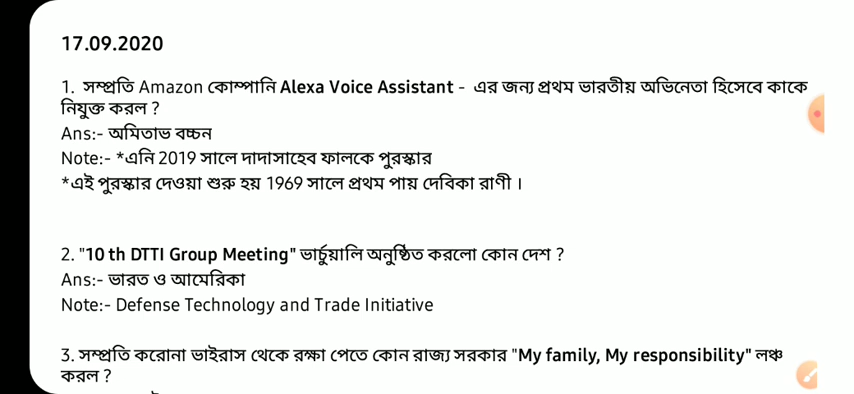 17.09.2020
1. সম্প্রতি Amazon কোম্পানি Alexa Voice Assistant - এর জন্য প্রথম ভারতীয় অভিনেতা হিসেবে কাকে
নিযুক্ত করল ?
Ans:- অমিতাভ বচ্চন
Note:- *এনি 2019 সালে দাদাসাহেব ফালকে পুরস্কার
*এই পুরস্কার দেওয়া শুরু হয় 1969 সালে প্রথম পায় দেবিকা রাণী ।
2. "10 th DTTI Group Meeting" ভার্চুয়ালি অনুষ্ঠিত করলো কোন দেশ ?
Ans:- ভারত ও আমেরিকা
Note:- Defense Technology and Trade Initiative
3. সম্প্রতি করোনা ভাইরাস থেকে রক্ষা পেতে কোন রাজ্য সরকার "My family, My responsibility" লঞ্চ
করল ?